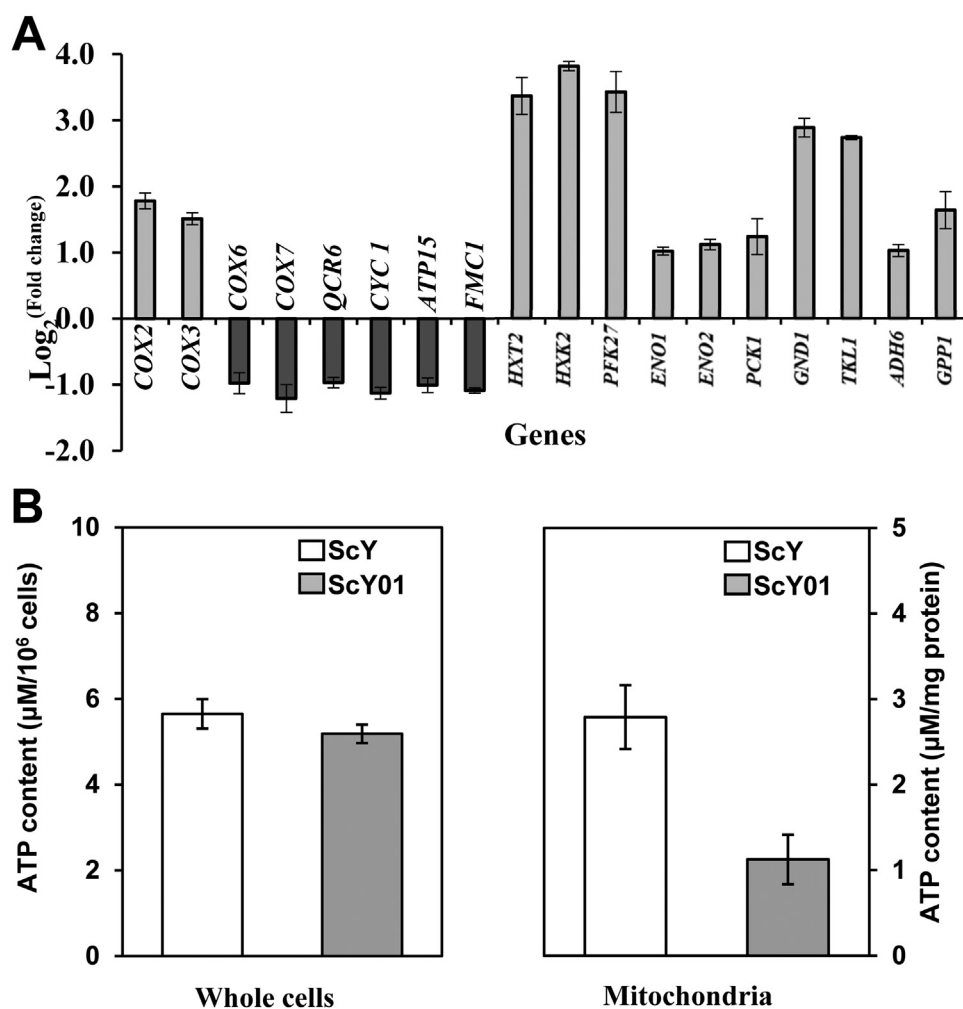 A
Log2(Fold change)
4.0
3.0
2.0
1.0
0.0
-1.0
-2.0
COX2
COX3
COX6
COX7
QCR6
CYC 1
ATP15
FMC1
HXT2
HXK2
PFK27
ENO1
ENO2
PCK1
GND1
TKL1
ADH6
GPP1
Genes
B
ATP content (µM/10⁶ cells)
10
8
6
4
2
0
ScY
ScY01
Whole cells
ScY
ScY01
5
4
3
2
1
0
ATP content (µM/mg protein)
Mitochondria